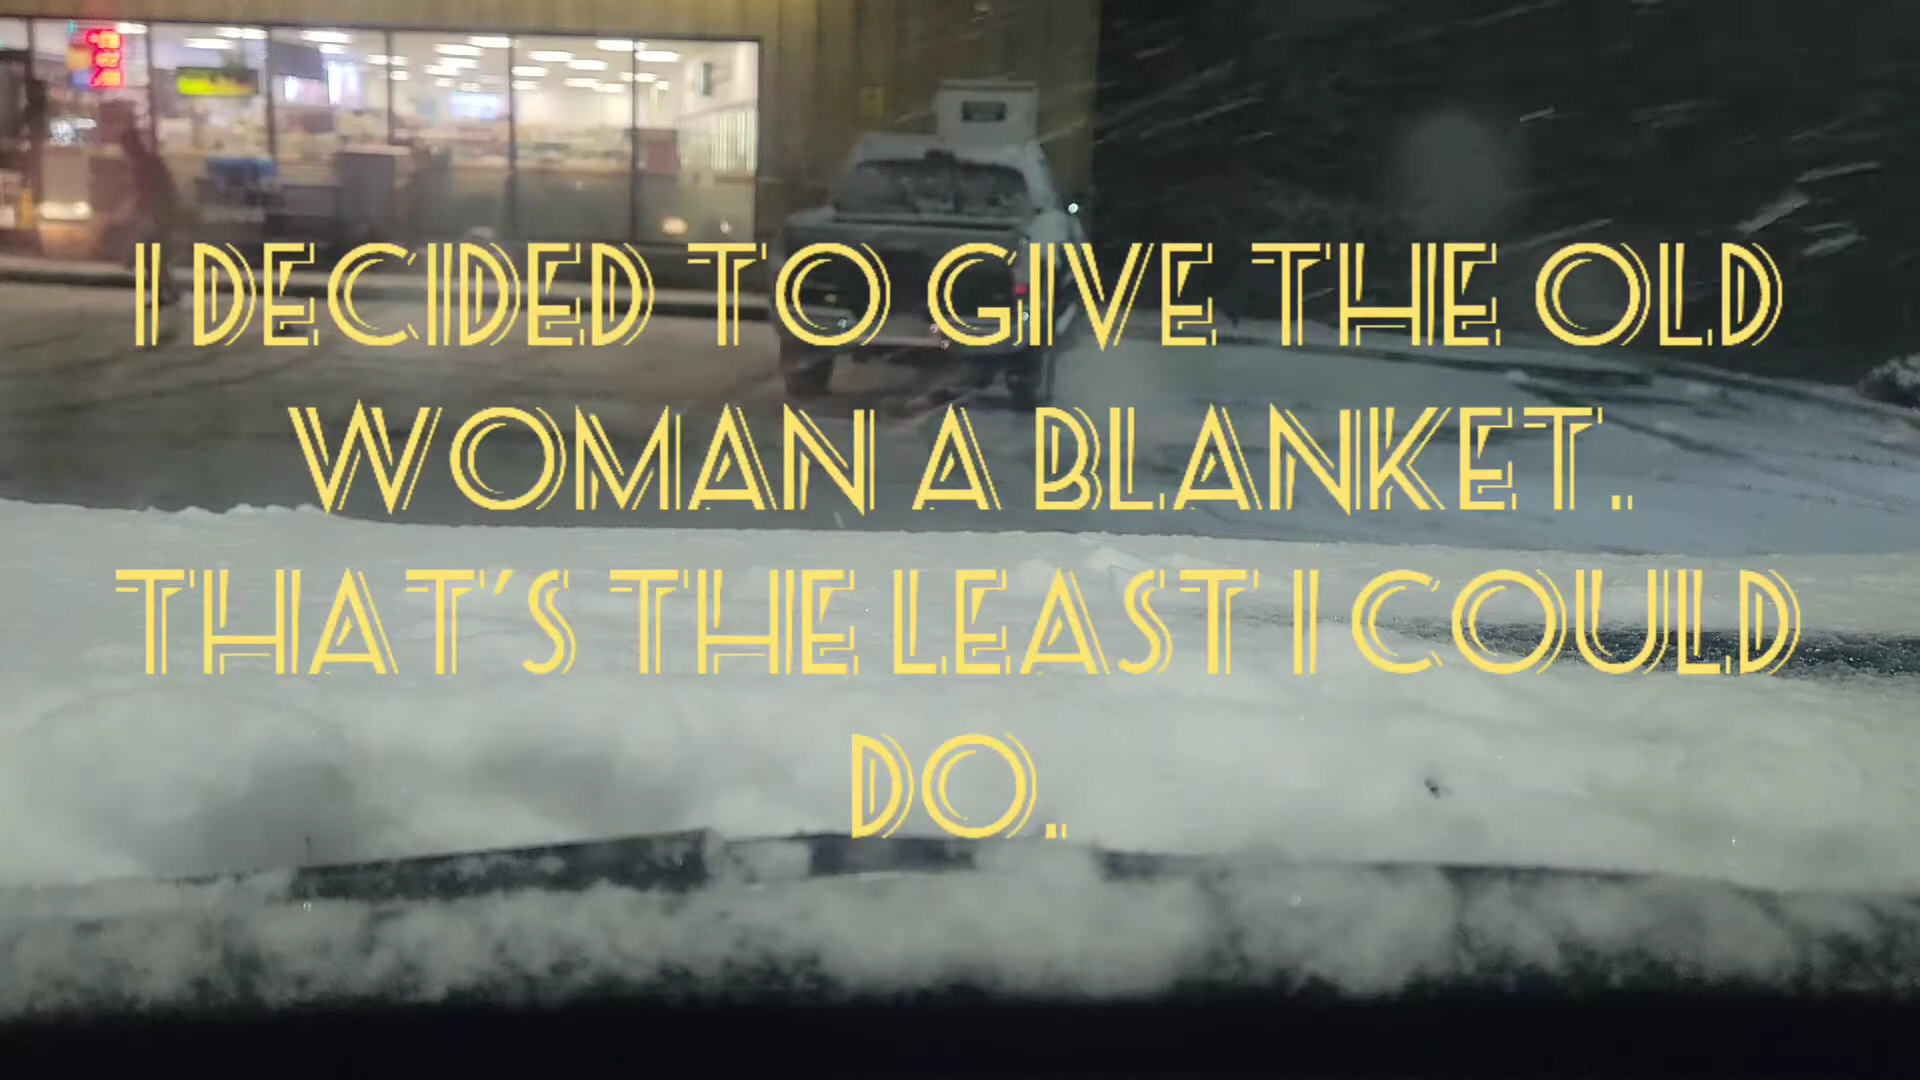 I DECIDED TO GIVE THE OLD
WOMAN A BLANKET.
THAT'S THE LEAST I COULD
DO.